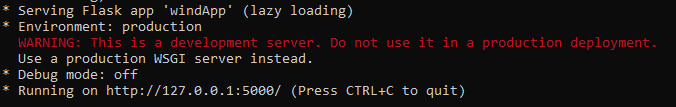 * Serving Flask app 'windApp' (lazy loading)
* Environment: production
WARNING: This is a development server. Do not use it in a production deployment.
Use a production WSGI server instead.
* Debug mode: off
* Running on http://127.0.0.1:5000/ (Press CTRL+C to quit)